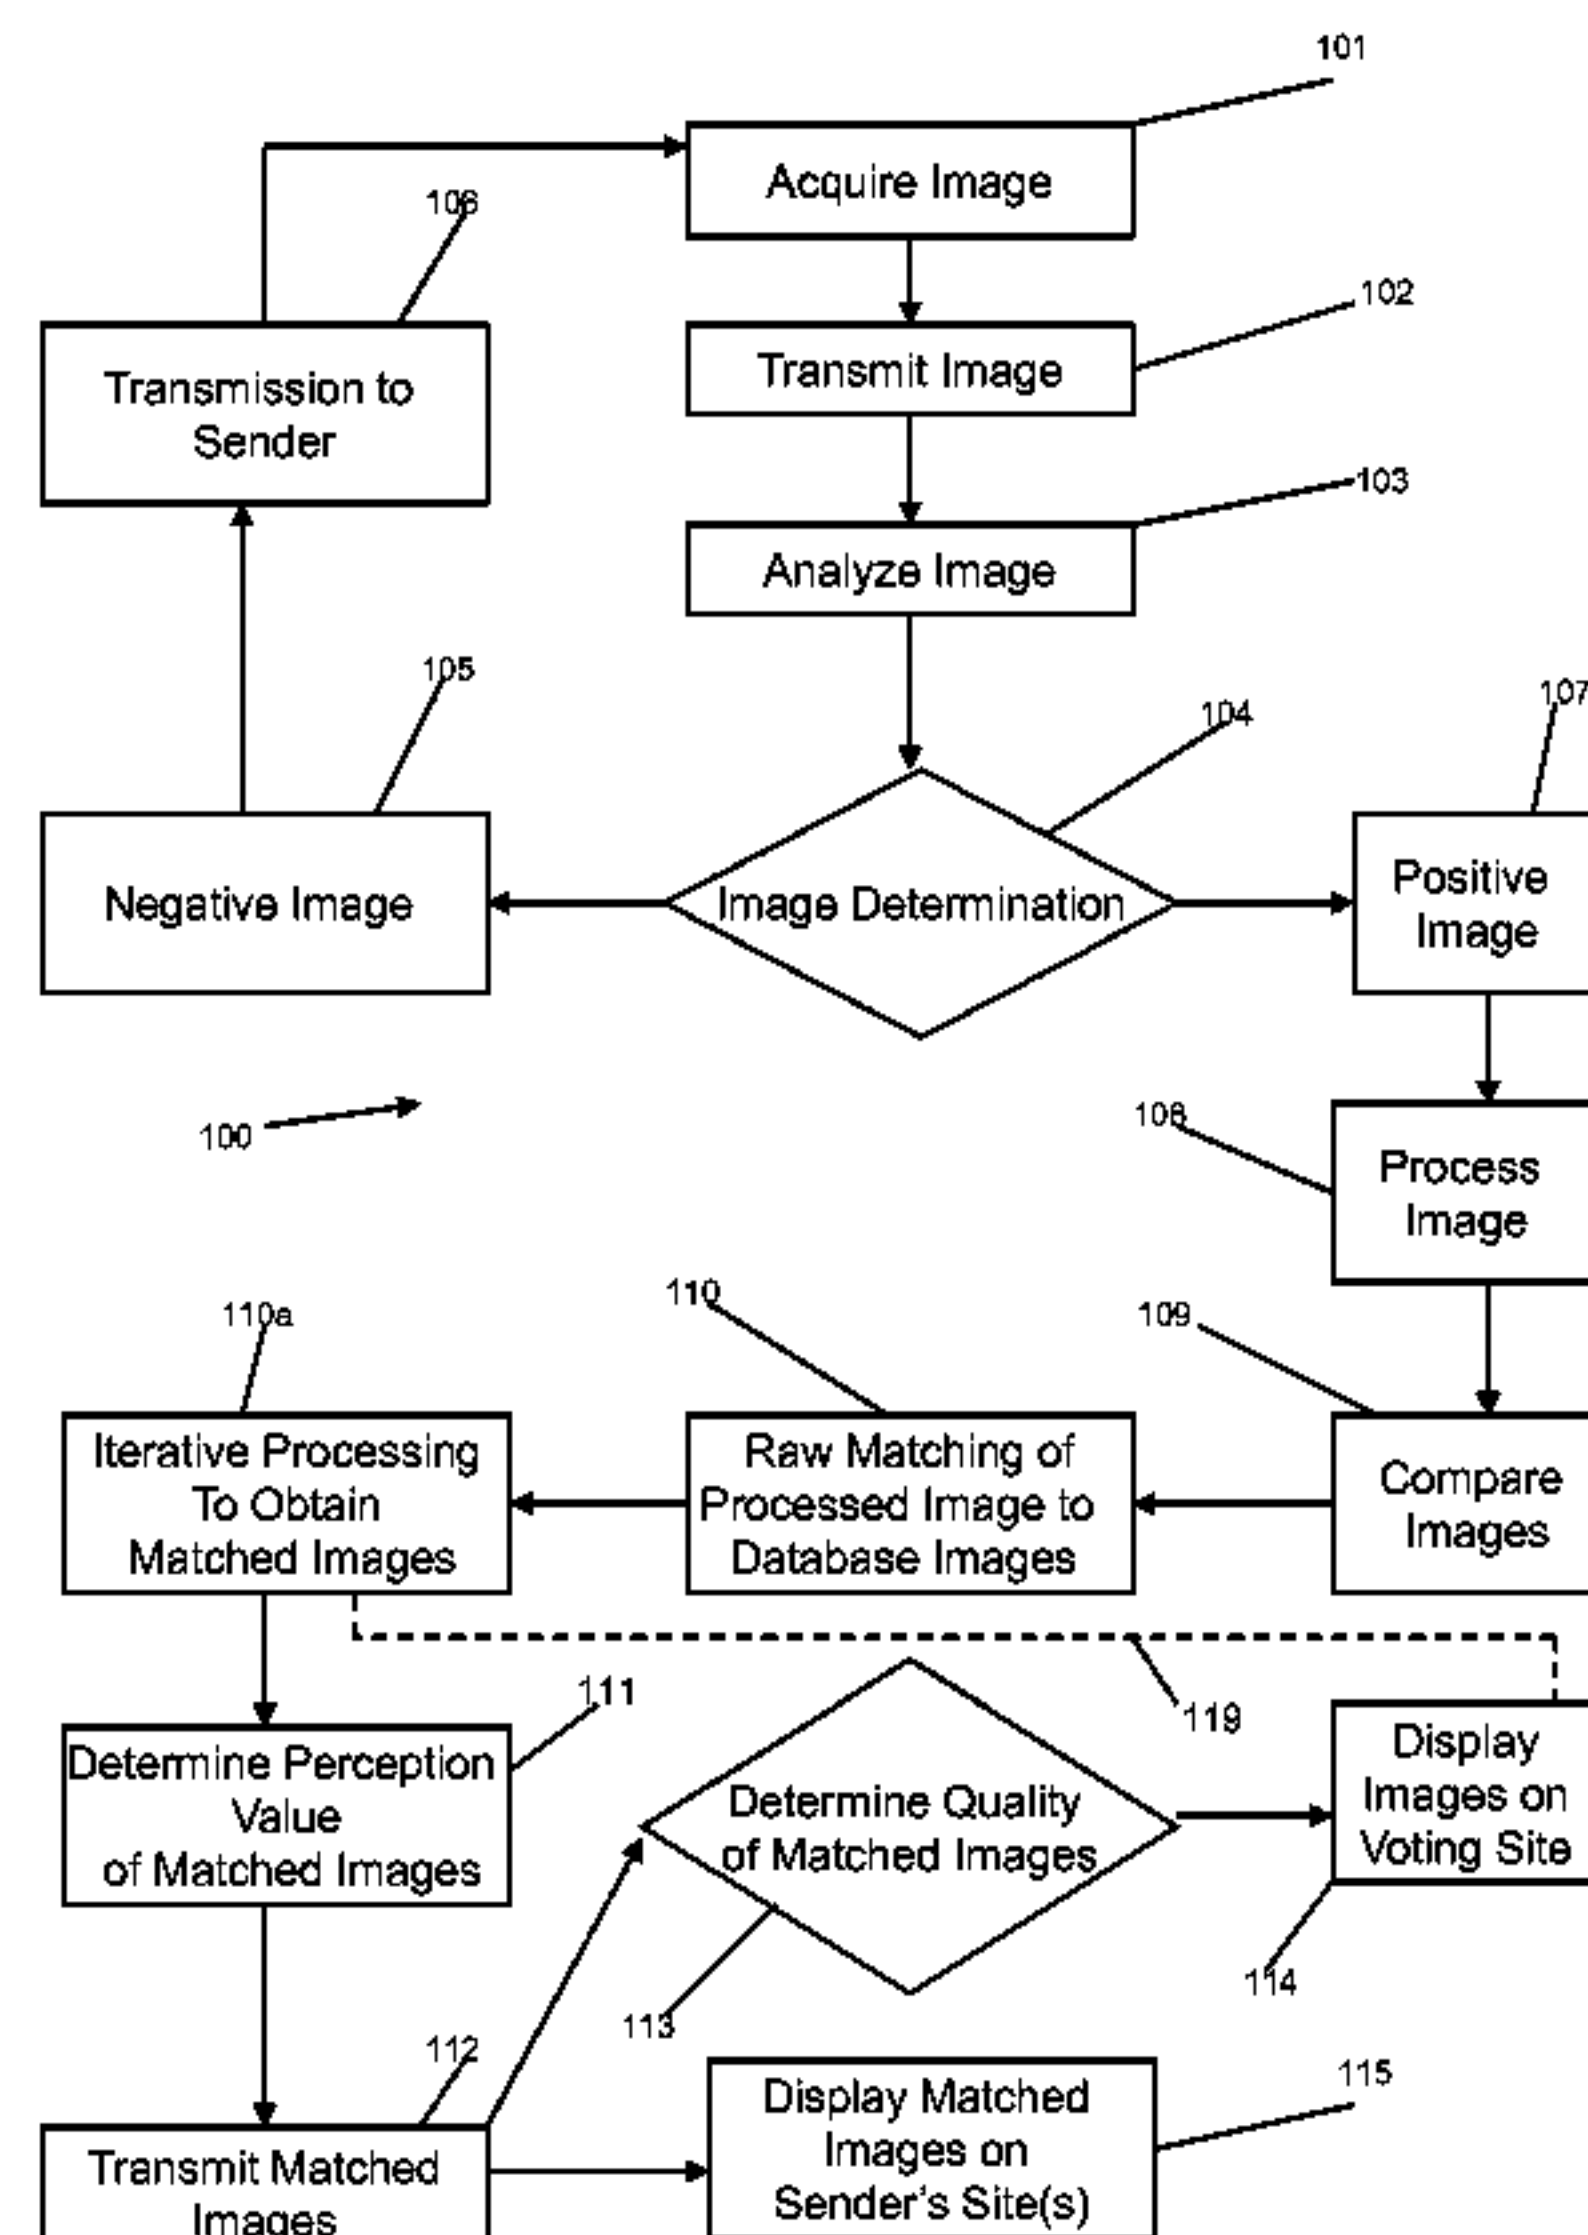 101
Acquire Image
106
102
Transmission to
Sender
Transmit Image
103
Analyze Image
105
104
107
Negative Image
Image Determination
Positive
Image
100
108
Process
Image
110a
110
109
Iterative Processing
To Obtain
Matched Images
Raw Matching of
Processed Image to
Database Images
Compare
Images
111
119
Determine Perception
Value
of Matched Images
Determine Quality
of Matched Images
Display
Images on
Voting Site
114
113
112
115
Display Matched
Images on
Sender's Site(s)
Transmit Matched
Images